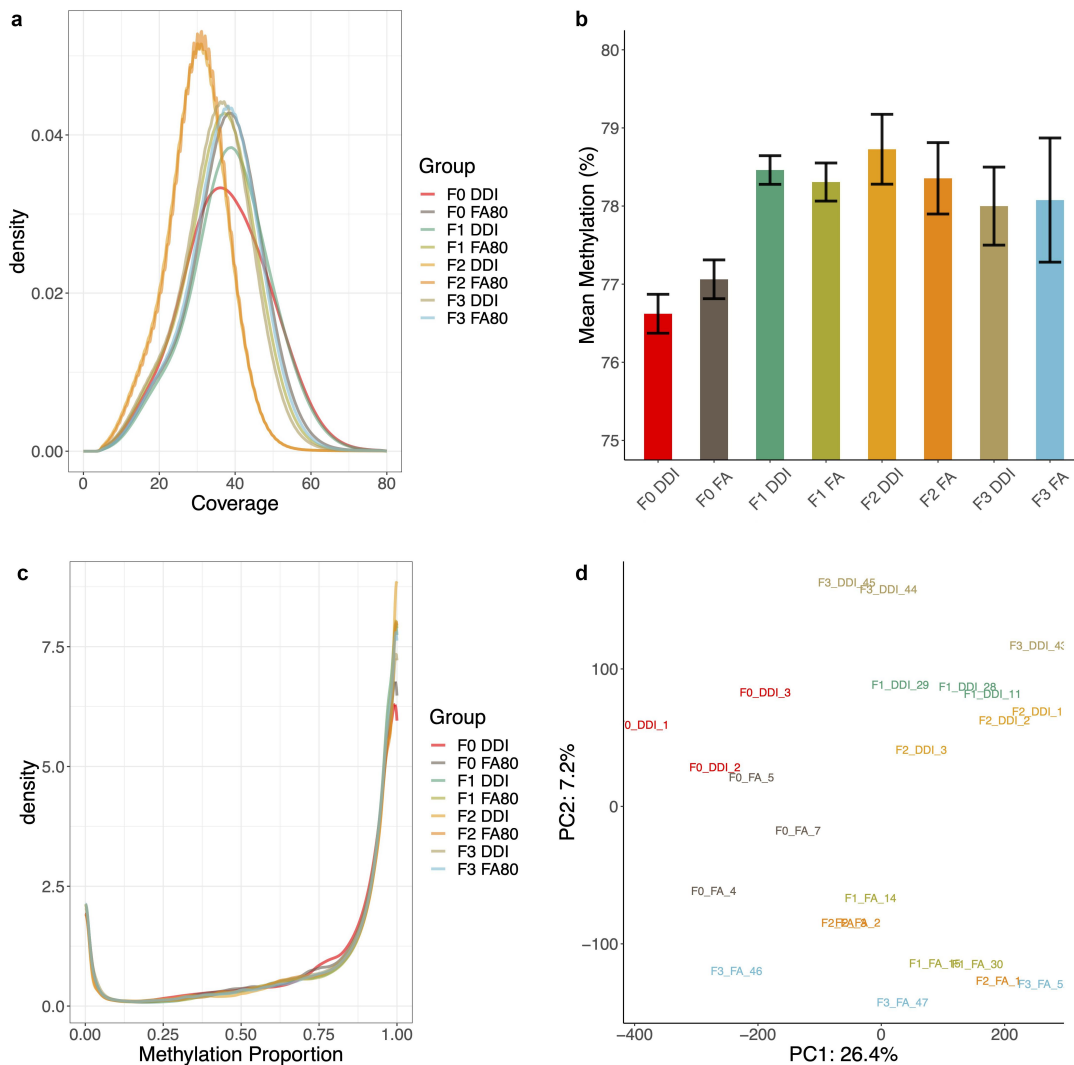 a
density
0.04
0.02
0.00
0
20
40
60
80
Coverage
Group
F0 DDI
F0 FA80
F1 DDI
F1 FA80
F2 DDI
F2 FA80
F3 DDI
F3 FA80
b
Mean Methylation (%)
80
79
78
77
76
75
F0 DDI
F0 FA
F1 DDI
F1 FA
F2 DDI
F2 FA
F3 DDI
F3 FA
c
density
7.5
5.0
2.5
0.0
0.00
0.25
0.50
0.75
1.00
Methylation Proportion
Group
F0 DDI
F0 FA80
F1 DDI
F1 FA80
F2 DDI
F2 FA80
F3 DDI
F3 FA80
d
PC2: 7.2%
100
0
−100
F3_DDI_45
F3_DDI_44
F3_DDI_43
F1_DDI_29
F1_DDI_28
F1_DDI_11
F0_DDI_3
0_DDI_1
F2_DDI_1
F2_DDI_2
F2_DDI_3
F0_DDI_2
F0_FA_5
F0_FA_7
F0_FA_4
F1_FA_14
F3_FA_46
F1_FA_30
F2_FA_1
F3_FA_5
F3_FA_47
−400
−200
0
200
PC1: 26.4%